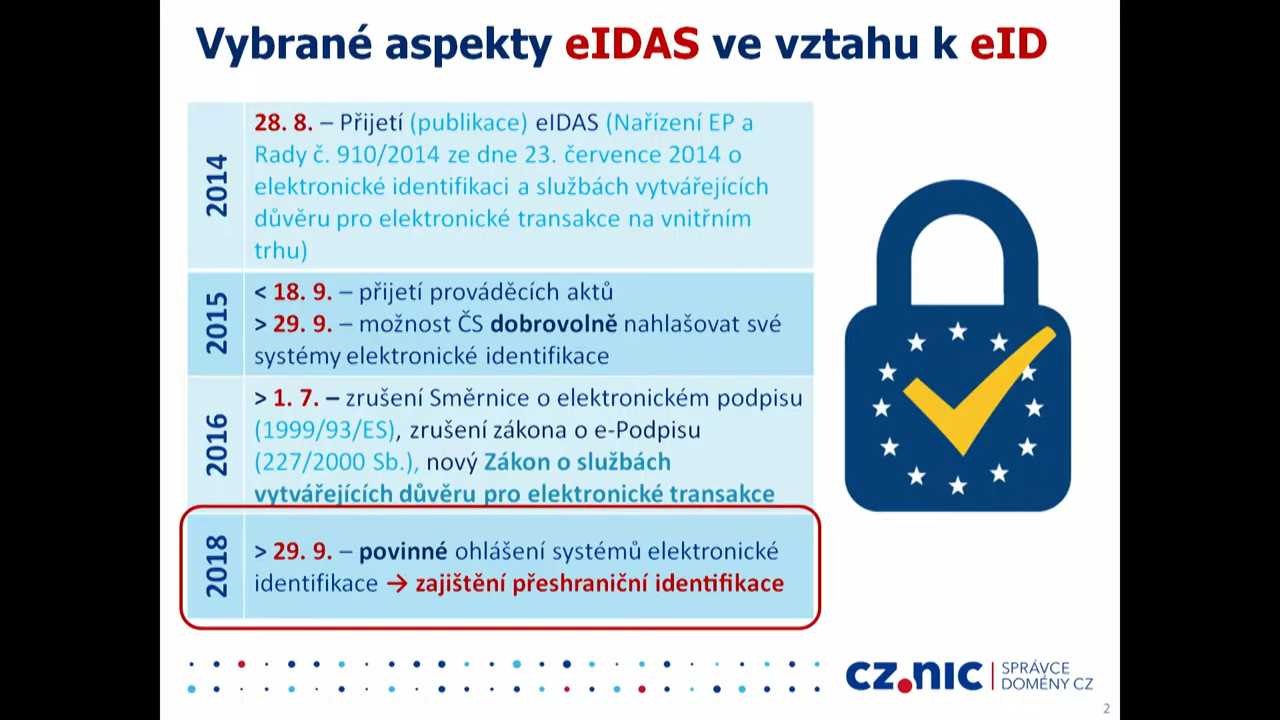 Vybrané aspekty eIDAS ve vztahu k eID
2014
28. 8. – Přijetí (publikace) eIDAS (Nařízení EP a
Rady č. 910/2014 ze dne 23. července 2014 o
elektronické identifikaci a službách vytvářejících
důvěru pro elektronické transakce na vnitřním
trhu)
2015
< 18. 9. – přijetí prováděcích aktů
> 29. 9. – možnost ČS dobrovolně nahlašovat své
systémy elektronické identifikace
2016
> 1. 7. – zrušení Směrnice o elektronickém podpisu
(1999/93/ES), zrušení zákona o e-Podpisu
(227/2000 Sb.), nový Zákon o službách
vytvářejících důvěru pro elektronické transakce
2018
> 29. 9. – povinné ohlášení systémů elektronické
identifikace → zajištění přeshraniční identifikace
cz.nic
SPRÁVCE
DOMÉNY CZ
2